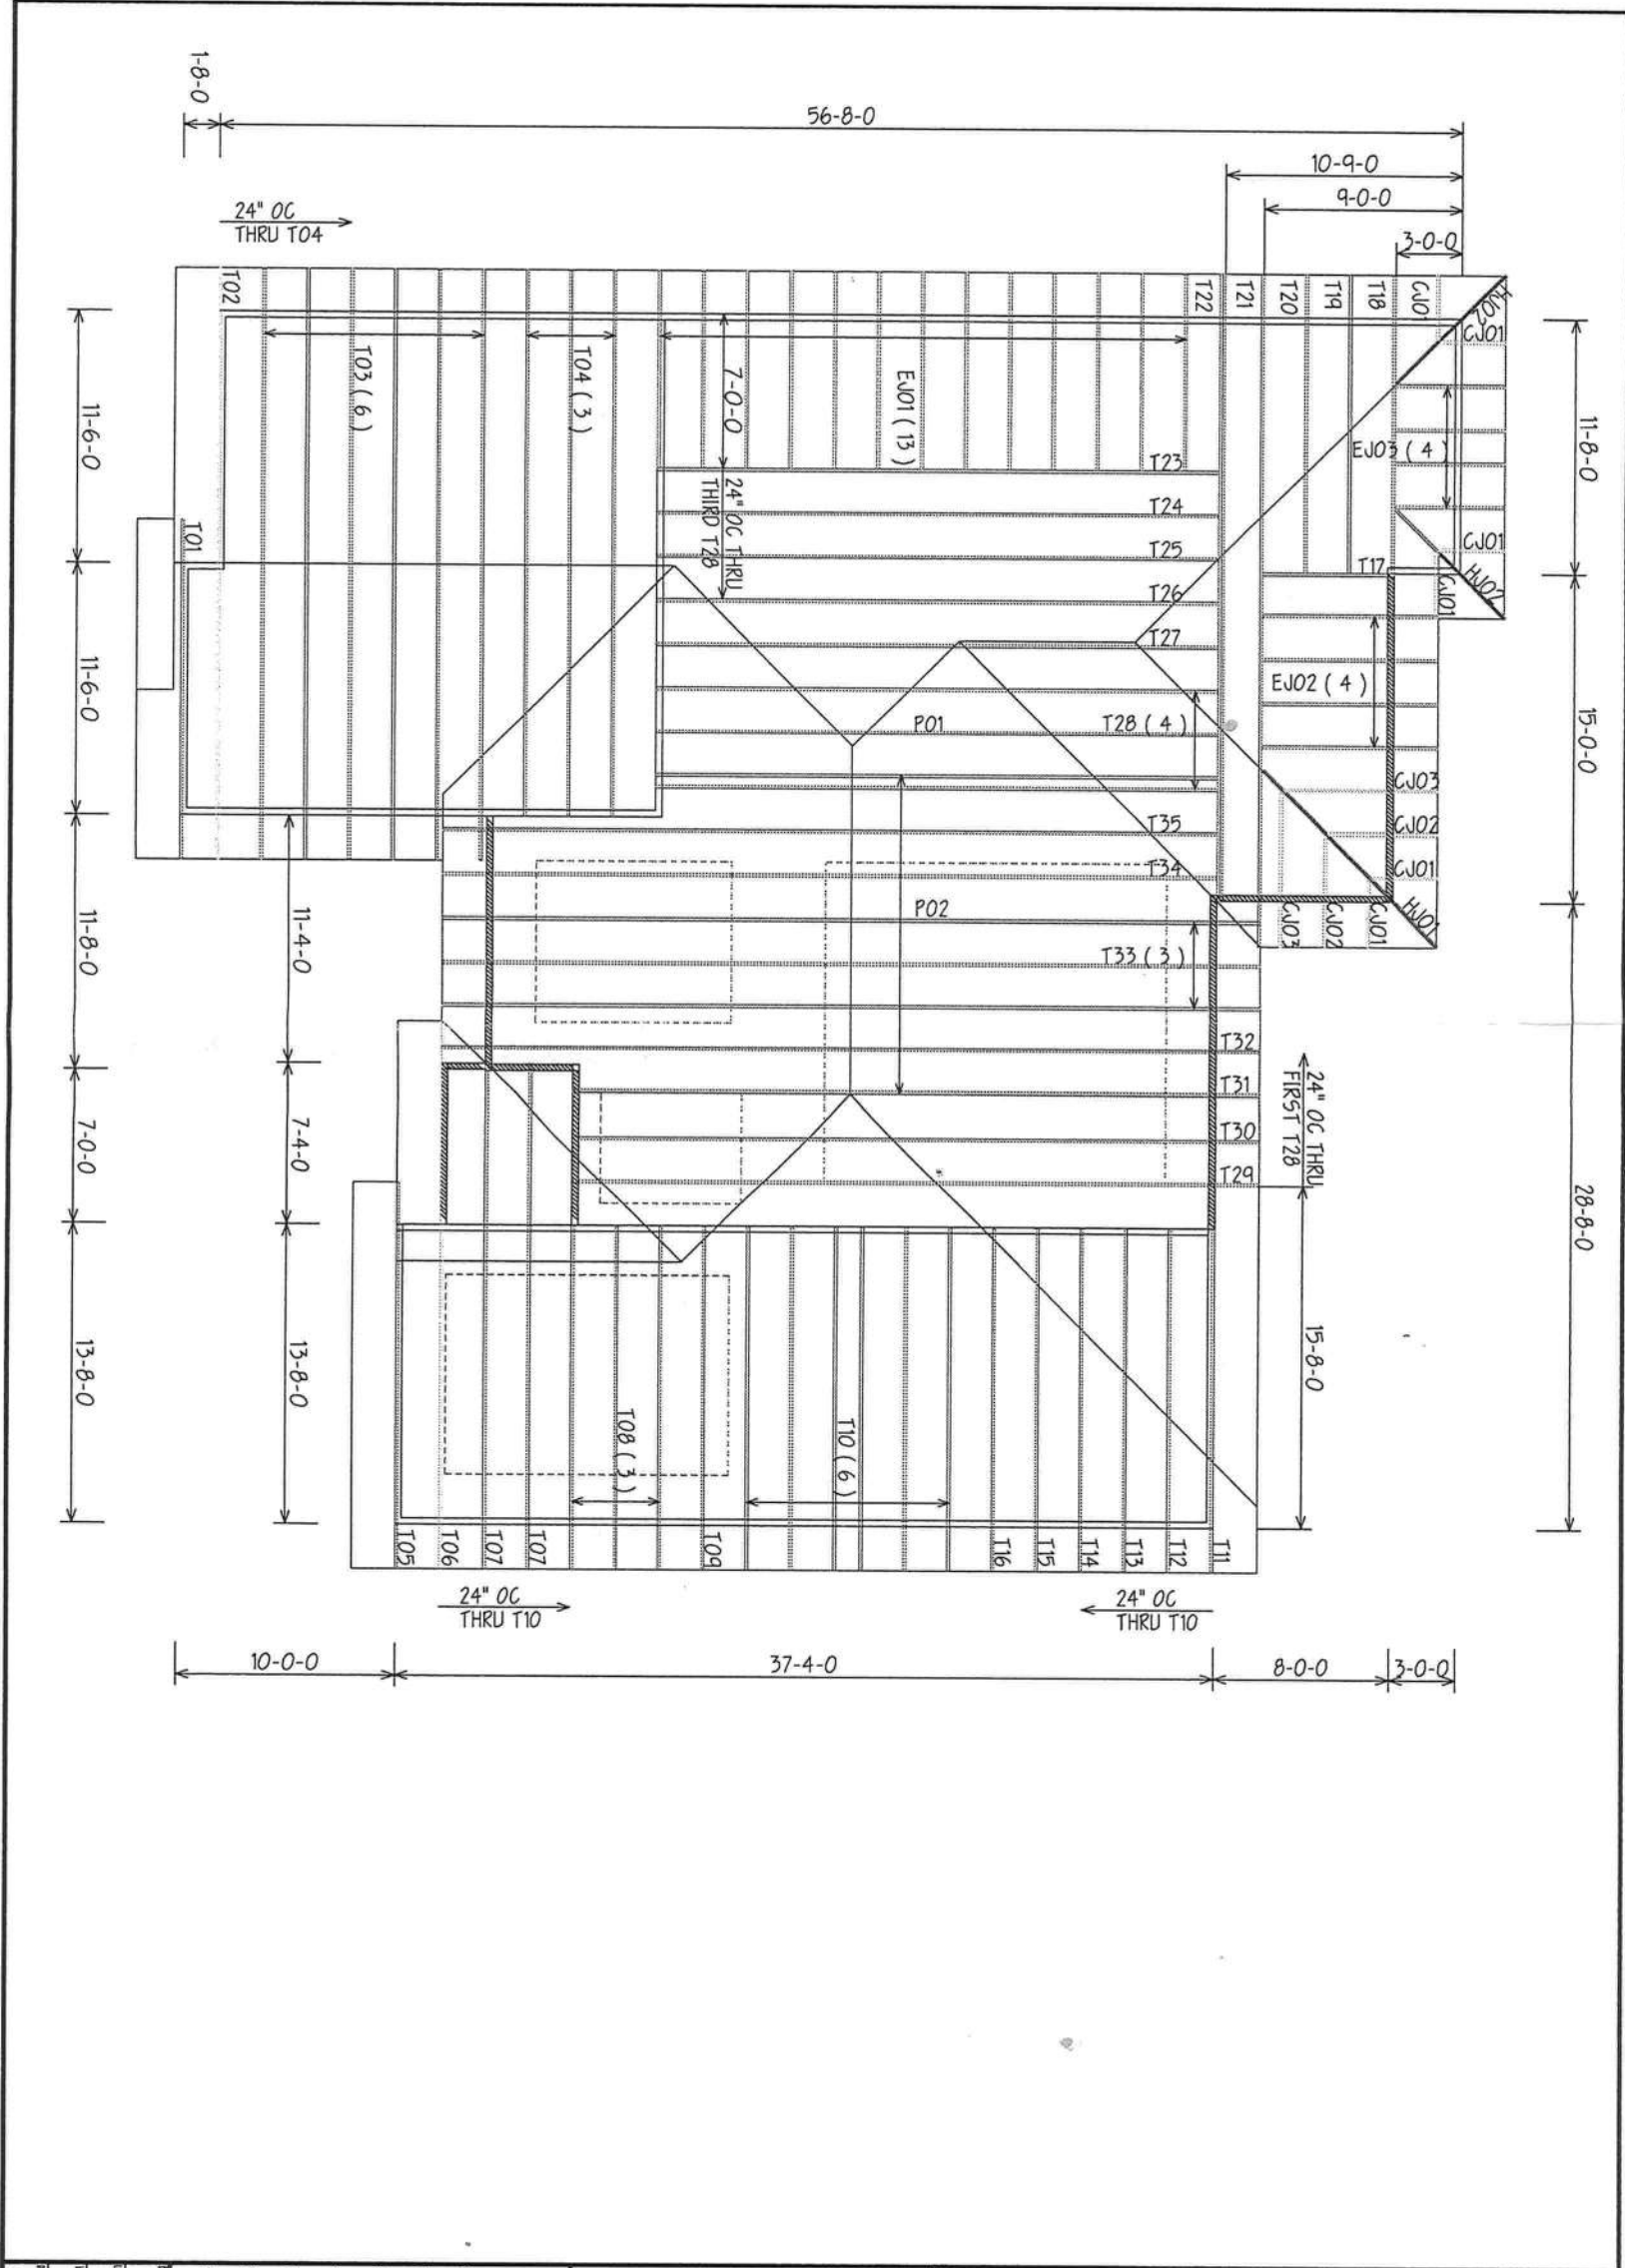 1-8-0
56-8-0
10-9-0
9-0-0
3-0-0
24" OC
THRU T04
T02
T22
T21
T20
T19
T18
CJ01
HJ02
CJ01
11-8-0
T03 ( 6 )
T04 ( 3 )
7-0-0
EJ01 ( 13 )
EJ03 ( 4 )
11-6-0
T23
24" OC THRU
THIRD T28
T24
T01
T25
T17
CJ01
HJ02
CJ01
T26
T27
11-6-0
EJ02 ( 4 )
15-0-0
P01
T28 ( 4 )
CJ03
T35
CJ02
T34
CJ01
P02
CJ03
CJ02
CJ01
HJ01
11-8-0
11-4-0
T33 ( 3 )
T32
T31
24" OC THRU
FIRST T28
7-0-0
7-4-0
T30
T29
28-8-0
13-8-0
13-8-0
15-8-0
T08 ( 3 )
T10 ( 6 )
T05
T06
T07
T07
T09
T16
T15
T14
T13
T12
T11
24" OC
THRU T10
24" OC
THRU T10
10-0-0
37-4-0
8-0-0
3-0-0